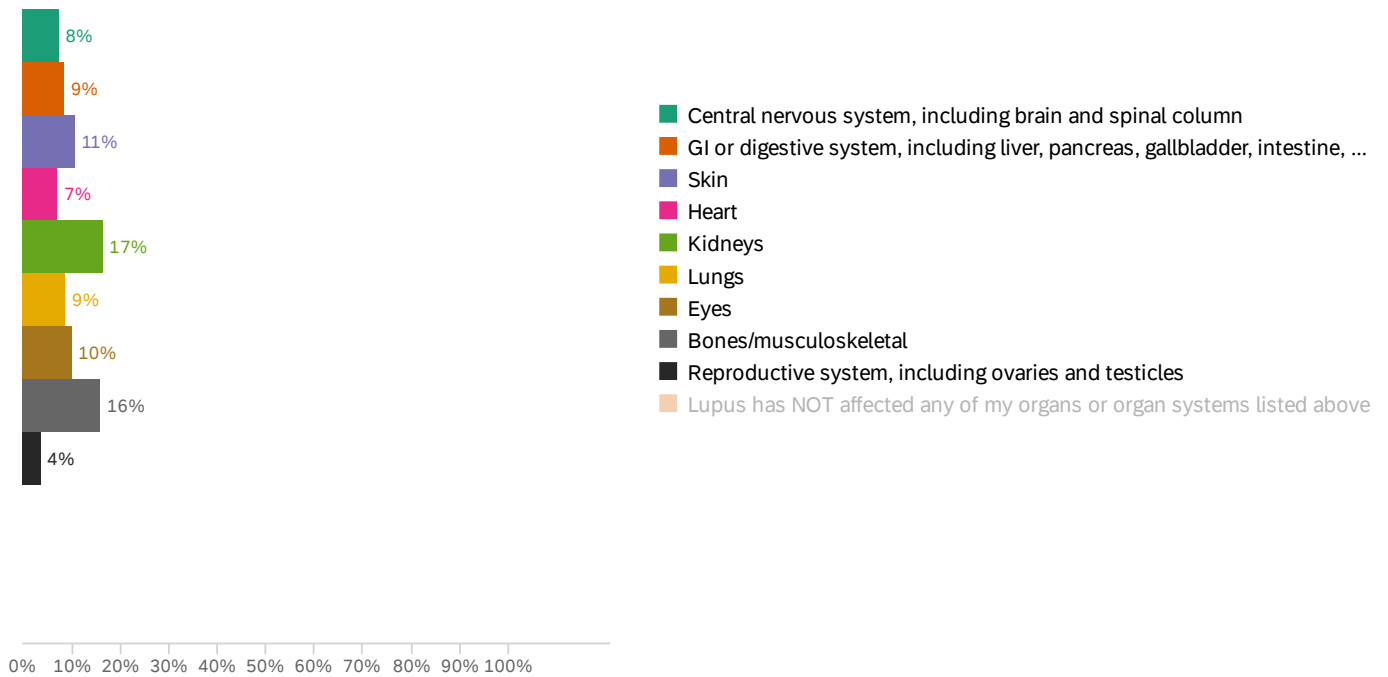 8%
9%
11%
7%
17%
9%
10%
16%
4%
0% 10% 20% 30% 40% 50% 60% 70% 80% 90% 100%
Central nervous system, including brain and spinal column
GI or digestive system, including liver, pancreas, gallbladder, intestine, ...
Skin
Heart
Kidneys
Lungs
Eyes
Bones/musculoskeletal
Reproductive system, including ovaries and testicles
Lupus has NOT affected any of my organs or organ systems listed above